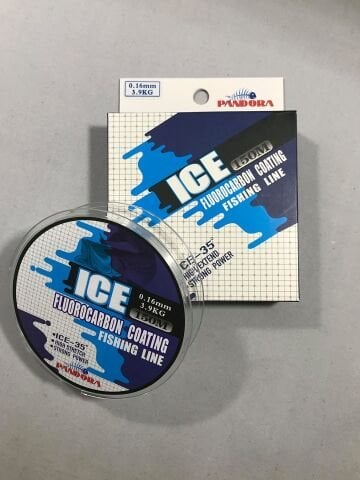 0.16mm
3.9KG
PANDORA
ICE 150M
FLUOROCARBON COATING
FISHING LINE
ICE-35
HIGH EXTEND
STRONG POWER
ICE
0.16mm
3.9KG
150M
FLUOROCARBON COATING
FISHING LINE
•ICE-35°
•HIGH STRETCH
•STRONG POWER
PANDORA